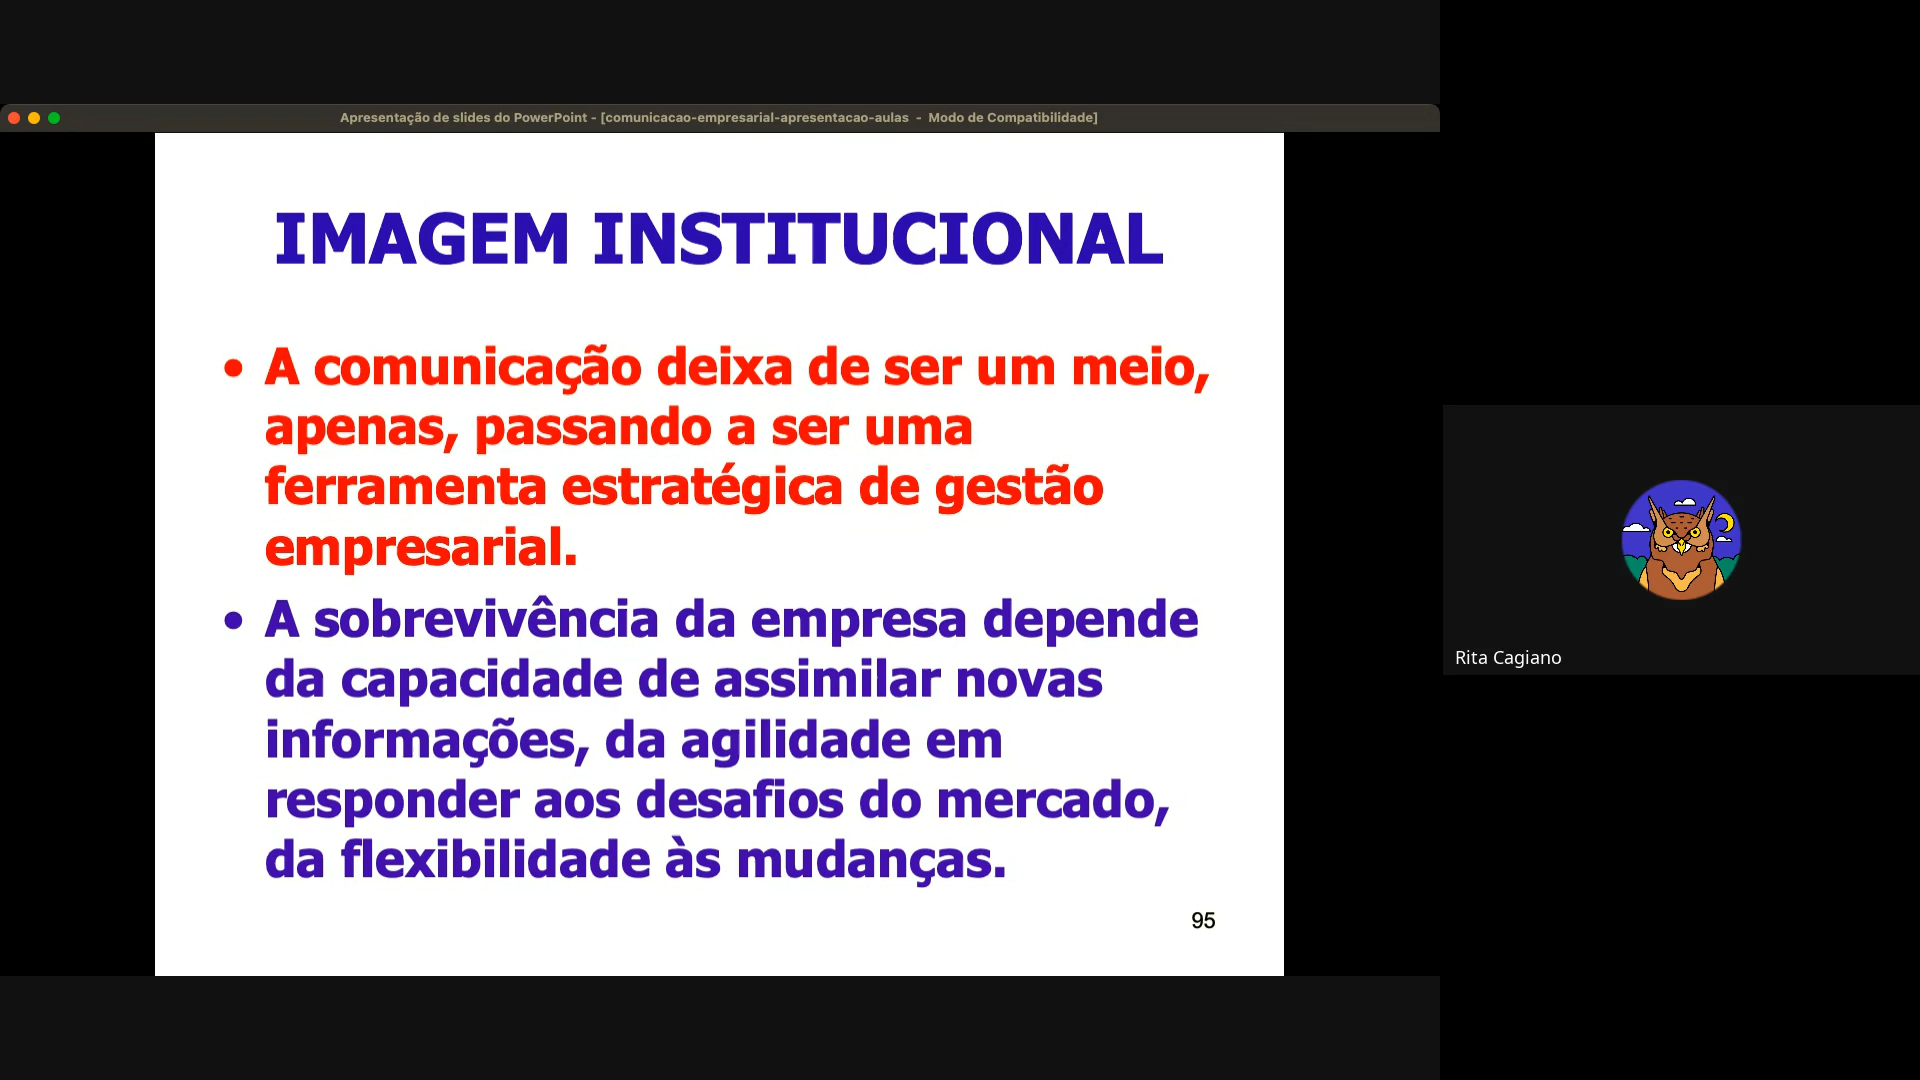 Apresentação de slides do PowerPoint - [comunicacao-empresarial-apresentacao-aulas - Modo de Compatibilidade]
IMAGEM INSTITUCIONAL
• A comunicação deixa de ser um meio,
apenas, passando a ser uma
ferramenta estratégica de gestão
empresarial.
• A sobrevivência da empresa depende
da capacidade de assimilar novas
informações, da agilidade em
responder aos desafios do mercado,
da flexibilidade às mudanças.
95
Rita Cagiano